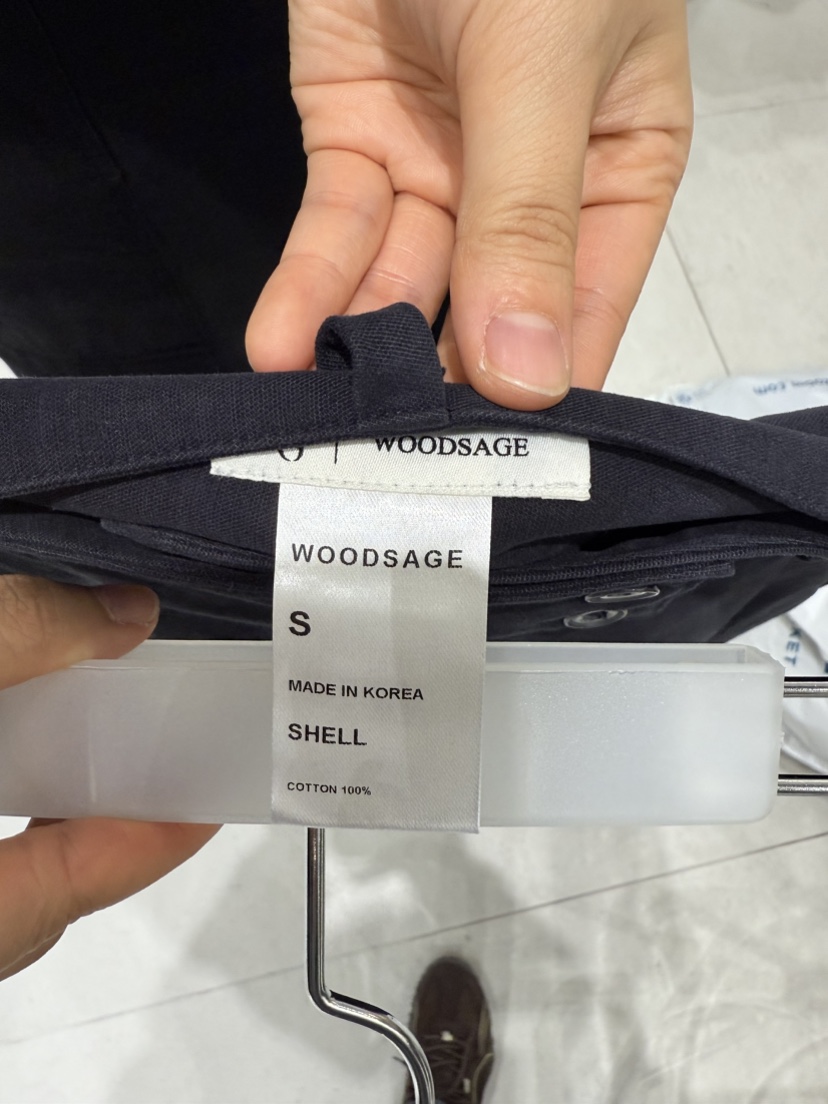 WOODSAGE
WOODSAGE
S
MADE IN KOREA
SHELL
COTTON 100%